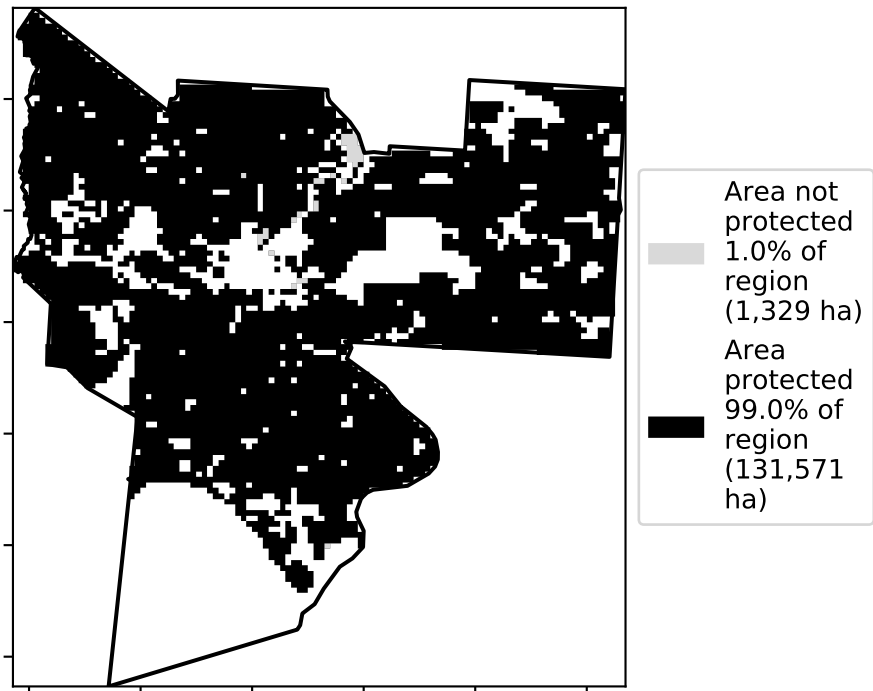 Area not
protected
1.0% of
region
(1,329 ha)
Area
protected
99.0% of
region
(131,571
ha)